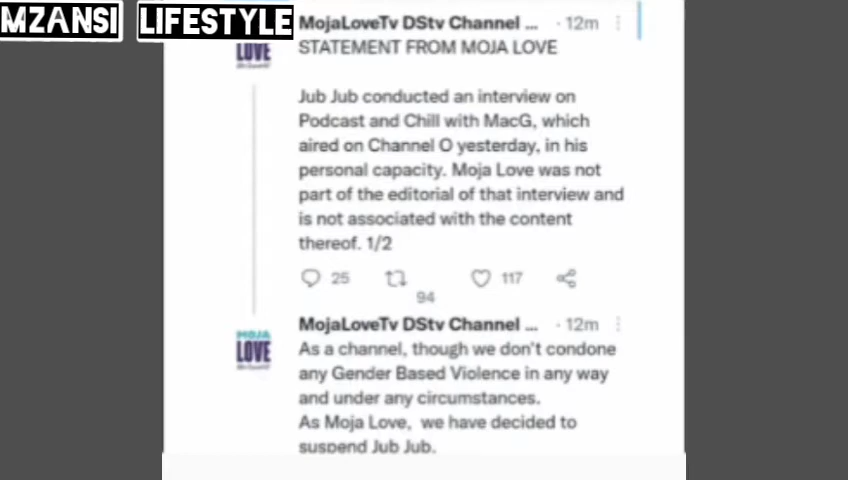 MZANSI LIFESTYLE
MojaLoveTv DStv Channel ... · 12m
LOVE
STATEMENT FROM MOJA LOVE
Jub Jub conducted an interview on
Podcast and Chill with MacG, which
aired on Channel O yesterday, in his
personal capacity. Moja Love was not
part of the editorial of that interview and
is not associated with the content
thereof. 1/2
25
94
117
MojaLoveTv DStv Channel ... · 12m
MOJA
LOVE
As a channel, though we don't condone
any Gender Based Violence in any way
and under any circumstances.
As Moja Love, we have decided to
suspend Jub Jub.